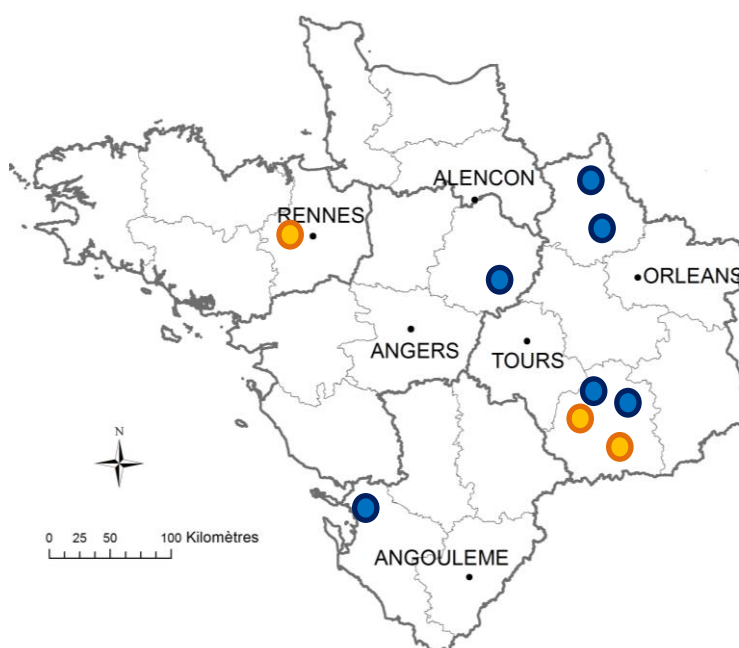 ALENCON
RENNES
ORLEANS
ANGERS
TOURS
N
0 25 50 100 Kilomètres
ANGOULEME